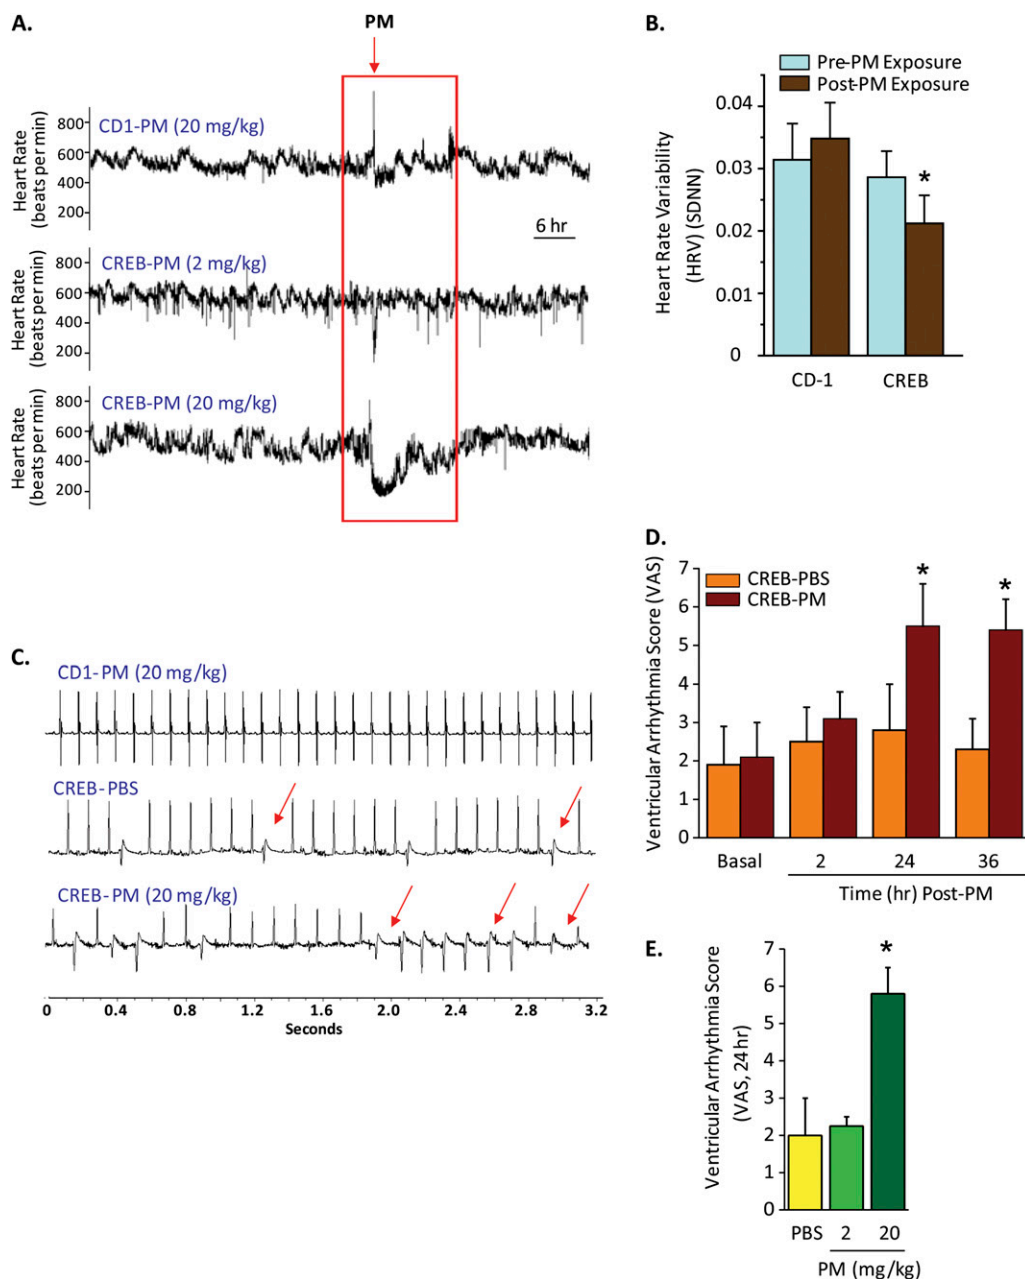 A.
PM
Heart Rate
(beats per min)
800
600
400
200
CD1-PM (20 mg/kg)
6 hr
Heart Rate
(beats per min)
800
600
400
200
CREB-PM (2 mg/kg)
Heart Rate
(beats per min)
800
600
400
200
CREB-PM (20 mg/kg)
B.
Pre-PM Exposure
Post-PM Exposure
Heart Rate Variability
(HRV) (SDNN)
0.04
0.03
0.02
0.01
0
*
CD-1 CREB
C.
CD1-PM (20 mg/kg)
CREB-PBS
CREB-PM (20 mg/kg)
0 0.4 0.8 1.2 1.6 2.0 2.4 2.8 3.2
Seconds
D.
CREB-PBS
CREB-PM
Ventricular Arrhythmia Score (VAS)
7
6
5
4
3
2
1
0
* *
Basal 2 24 36
Time (hr) Post-PM
E.
Ventricular Arrhythmia Score
(VAS, 24 hr)
7
6
5
4
3
2
1
0
*
PBS 2 20
PM (mg/kg)